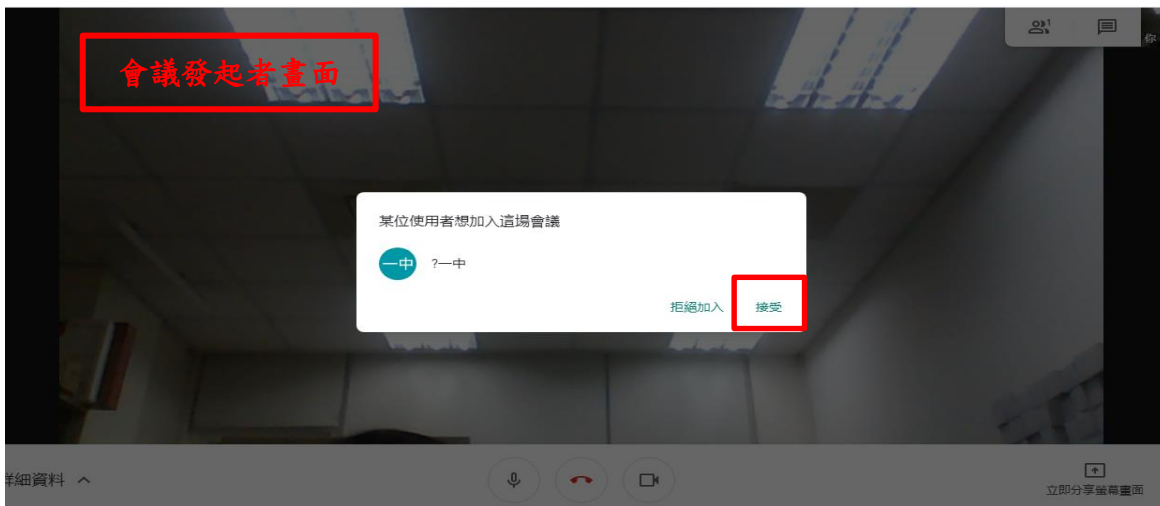 會議發起者畫面
1
你
某位使用者想加入這場會議
一中
?一中
拒絕加入
接受
詳細資料
立即分享螢幕畫面